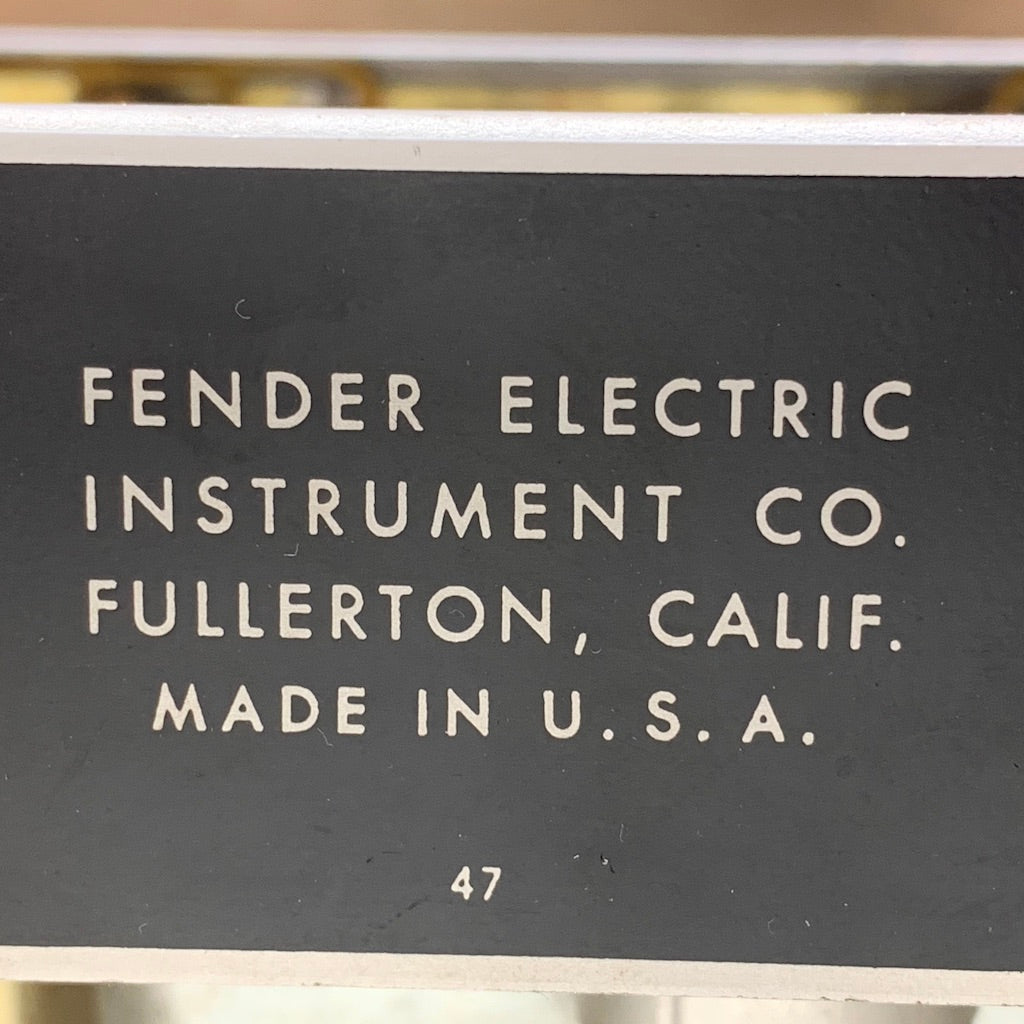 FENDER ELECTRIC
INSTRUMENT CO.
FULLERTON, CALIF.
MADE IN U.S.A.
47